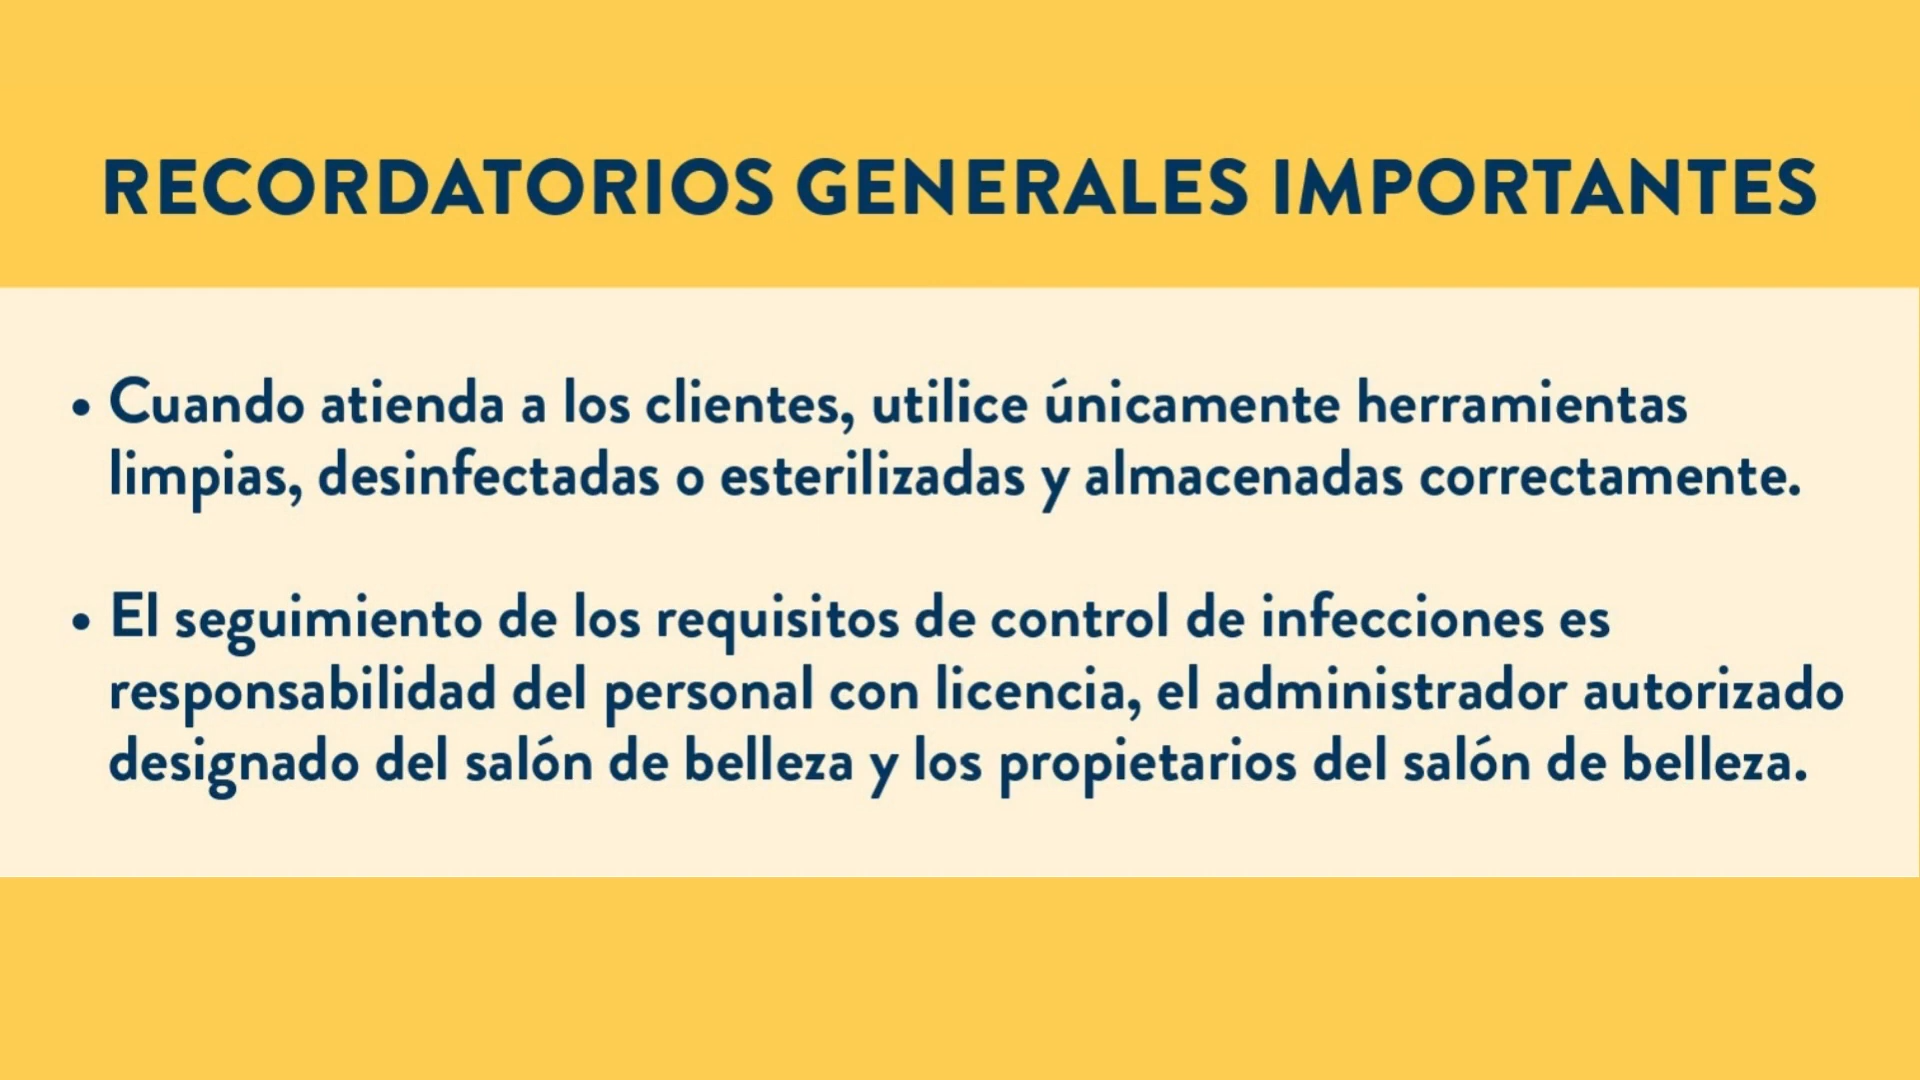 RECORDATORIOS GENERALES IMPORTANTES
• Cuando atienda a los clientes, utilice únicamente herramientas
limpias, desinfectadas o esterilizadas y almacenadas correctamente.
• El seguimiento de los requisitos de control de infecciones es
responsabilidad del personal con licencia, el administrador autorizado
designado del salón de belleza y los propietarios del salón de belleza.